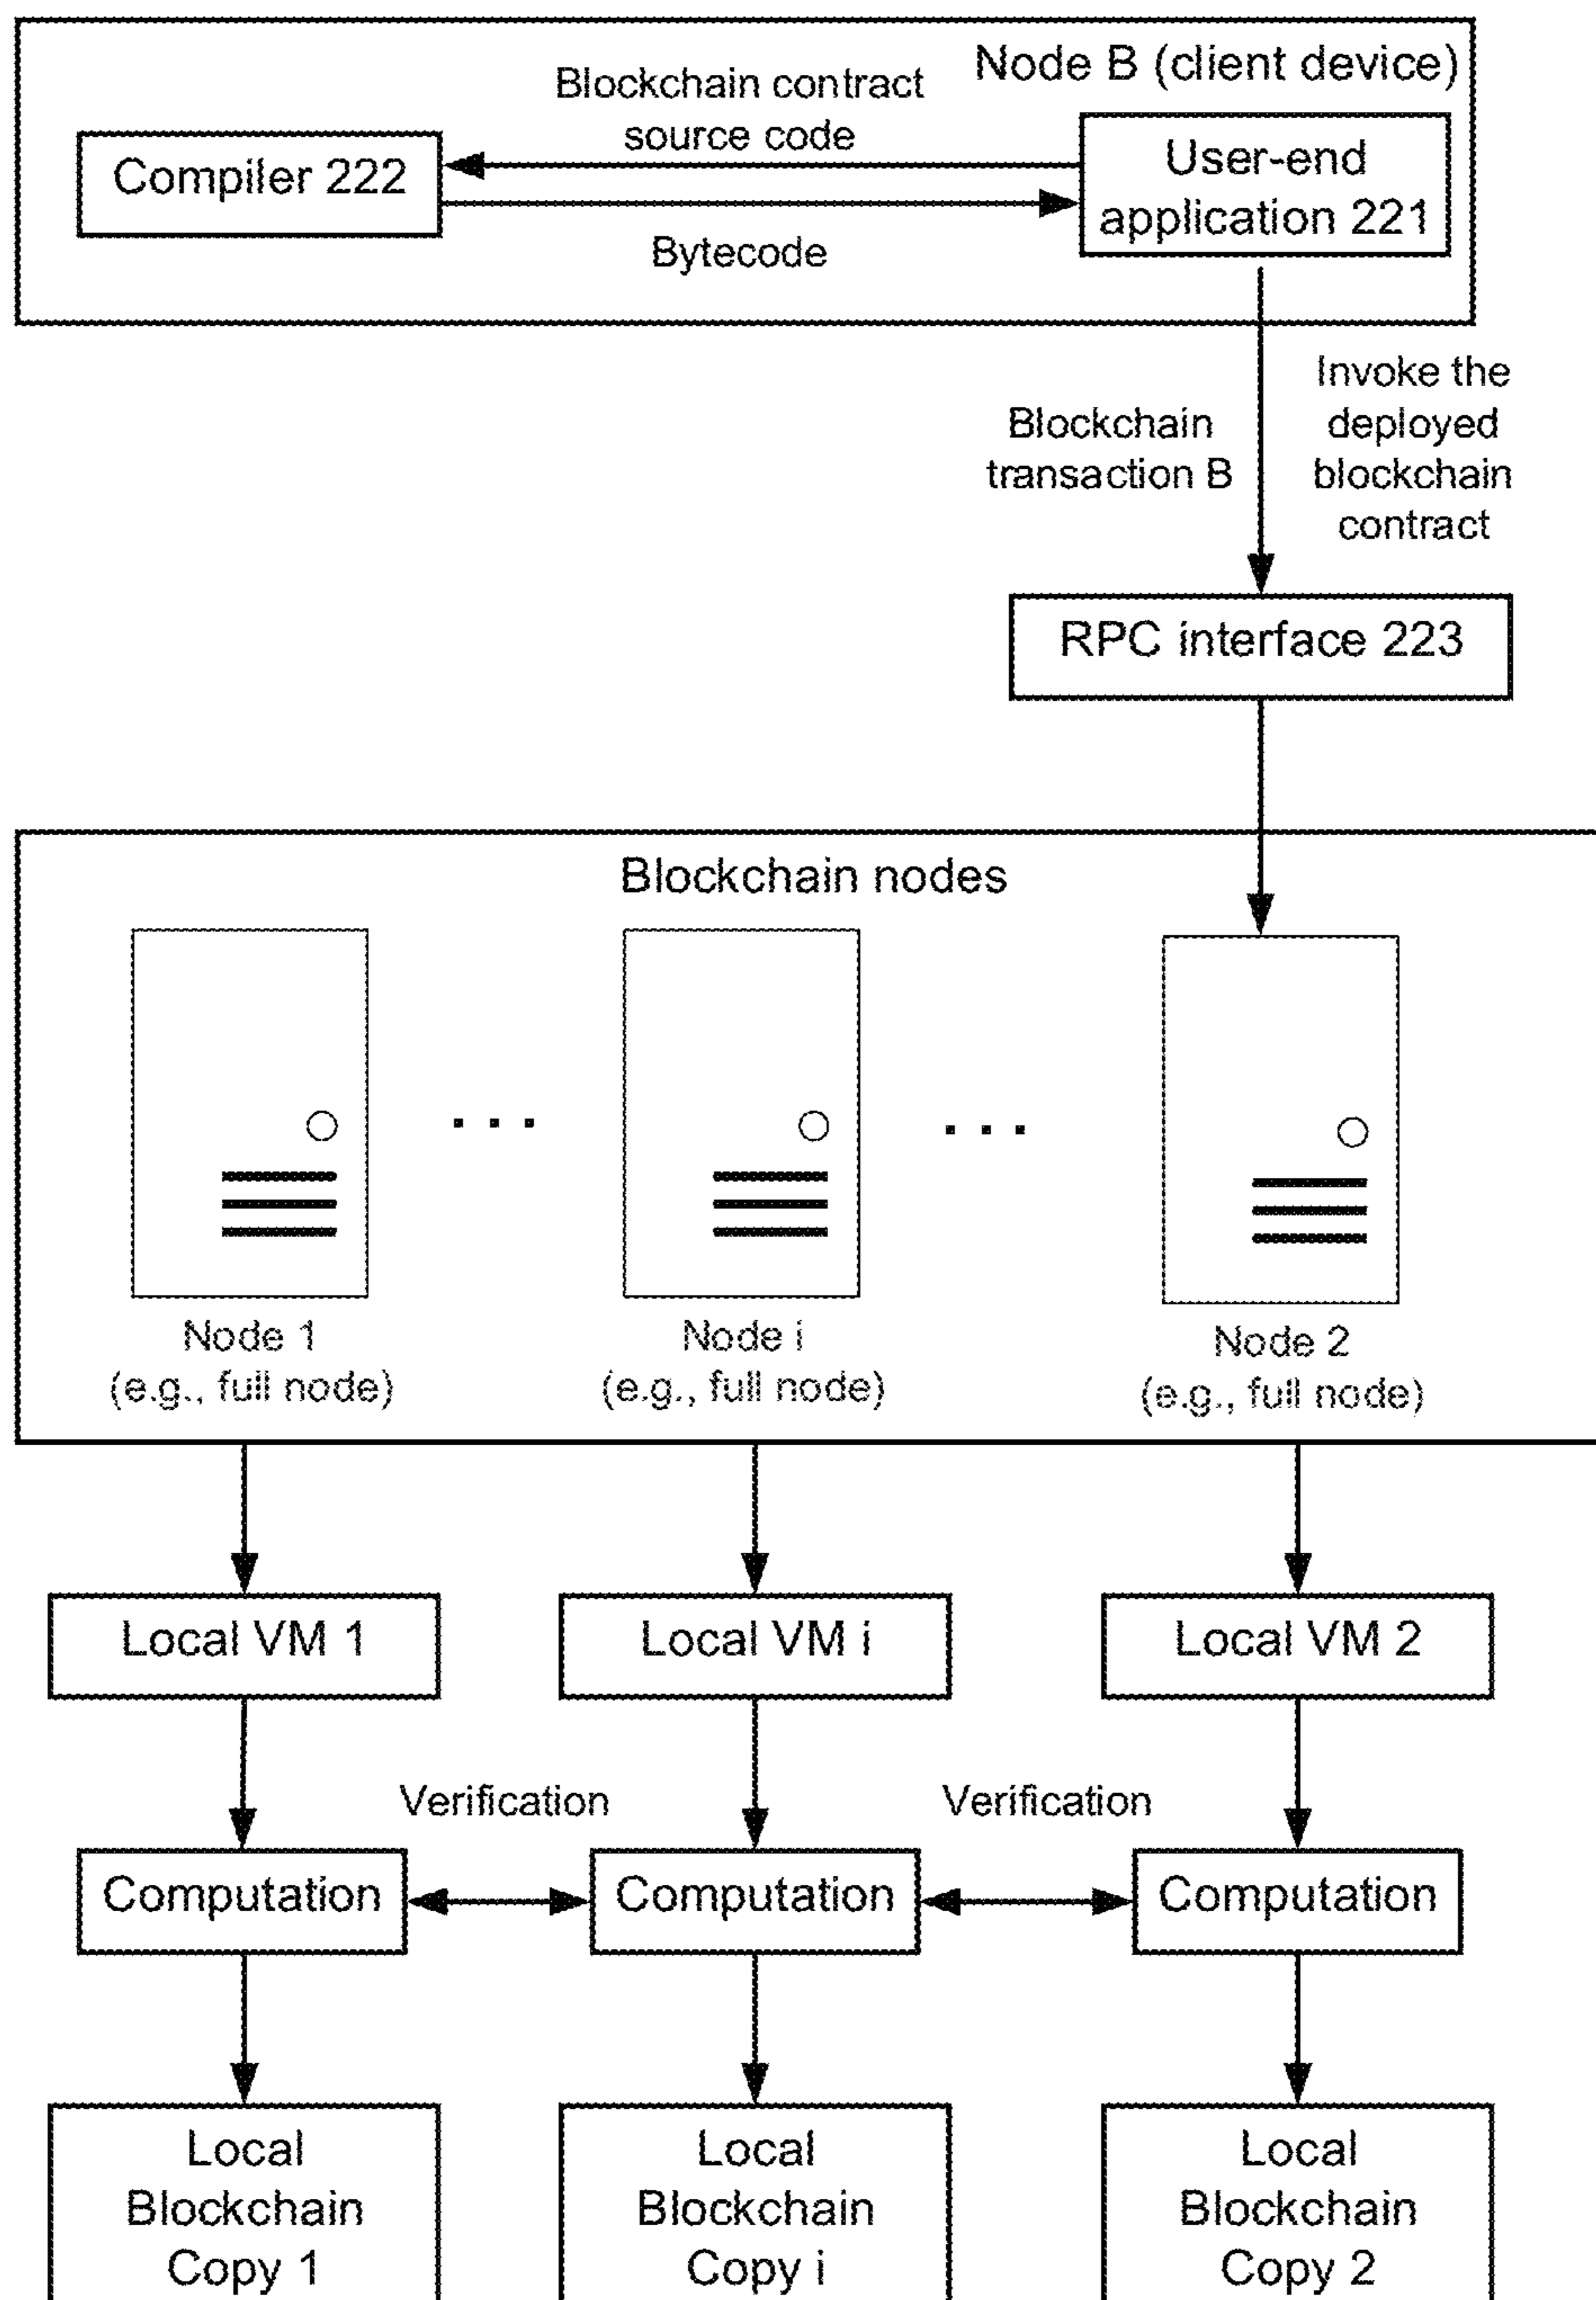 Node B (client device)
Blockchain contract
source code
Compiler 222
User-end
application 221
Bytecode
Blockchain
transaction B
Invoke the
deployed
blockchain
contract
RPC interface 223
Blockchain nodes
Node 1
(e.g., full node)
Node i
(e.g., full node)
Node 2
(e.g., full node)
Local VM 1
Local VM i
Local VM 2
Verification
Verification
Computation
Computation
Computation
Local
Blockchain
Copy 1
Local
Blockchain
Copy i
Local
Blockchain
Copy 2